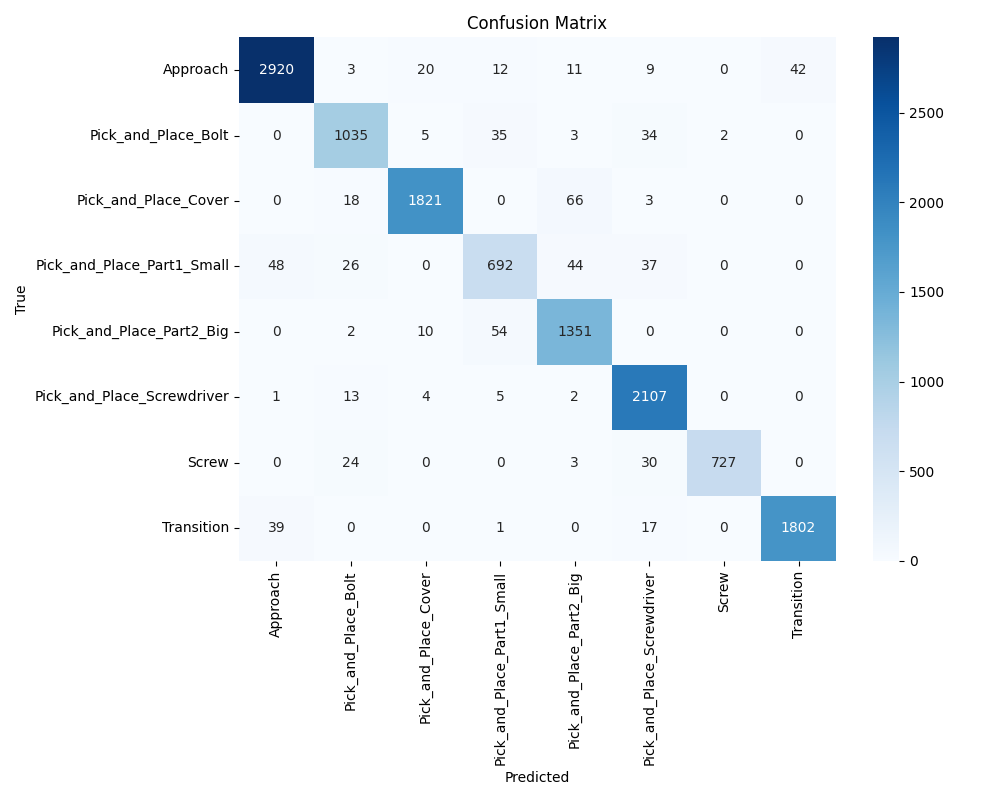 Confusion Matrix
Approach 2920 3 20 12 11 9 0 42
Pick_and_Place_Bolt 0 1035 5 35 3 34 2 0
Pick_and_Place_Cover 0 18 1821 0 66 3 0 0
Pick_and_Place_Part1_Small 48 26 0 692 44 37 0 0
Pick_and_Place_Part2_Big 0 2 10 54 1351 0 0 0
Pick_and_Place_Screwdriver 1 13 4 5 2 2107 0 0
Screw 0 24 0 0 3 30 727 0
Transition 39 0 0 1 0 17 0 1802
True
Approach
Pick_and_Place_Bolt
Pick_and_Place_Cover
Pick_and_Place_Part1_Small
Pick_and_Place_Part2_Big
Pick_and_Place_Screwdriver
Screw
Transition
Predicted
2500
2000
1500
1000
500
0